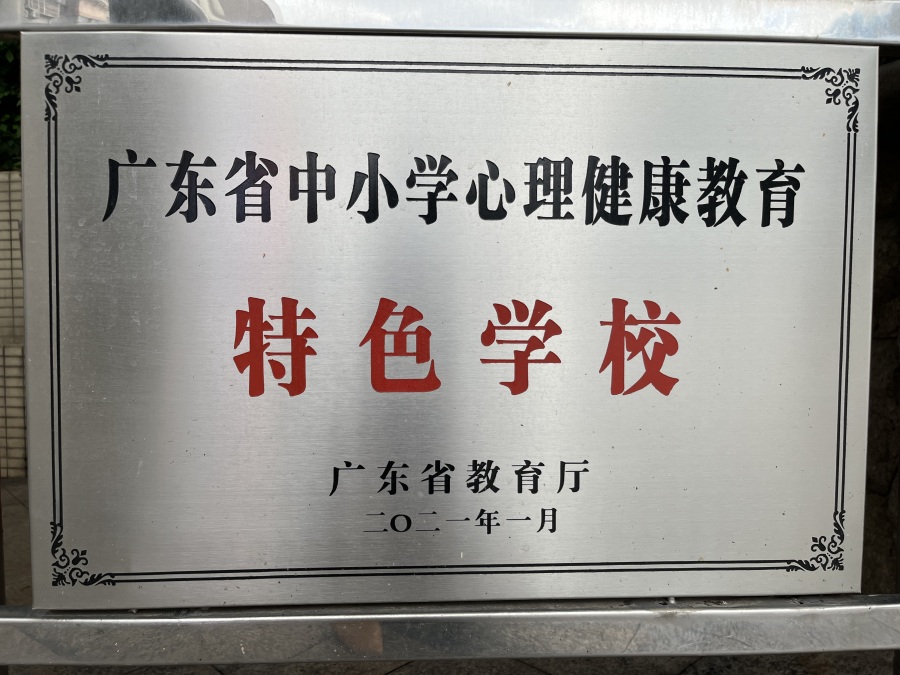 广东省中小学心理健康教育
特色学校
广东省教育厅
二〇二一年一月